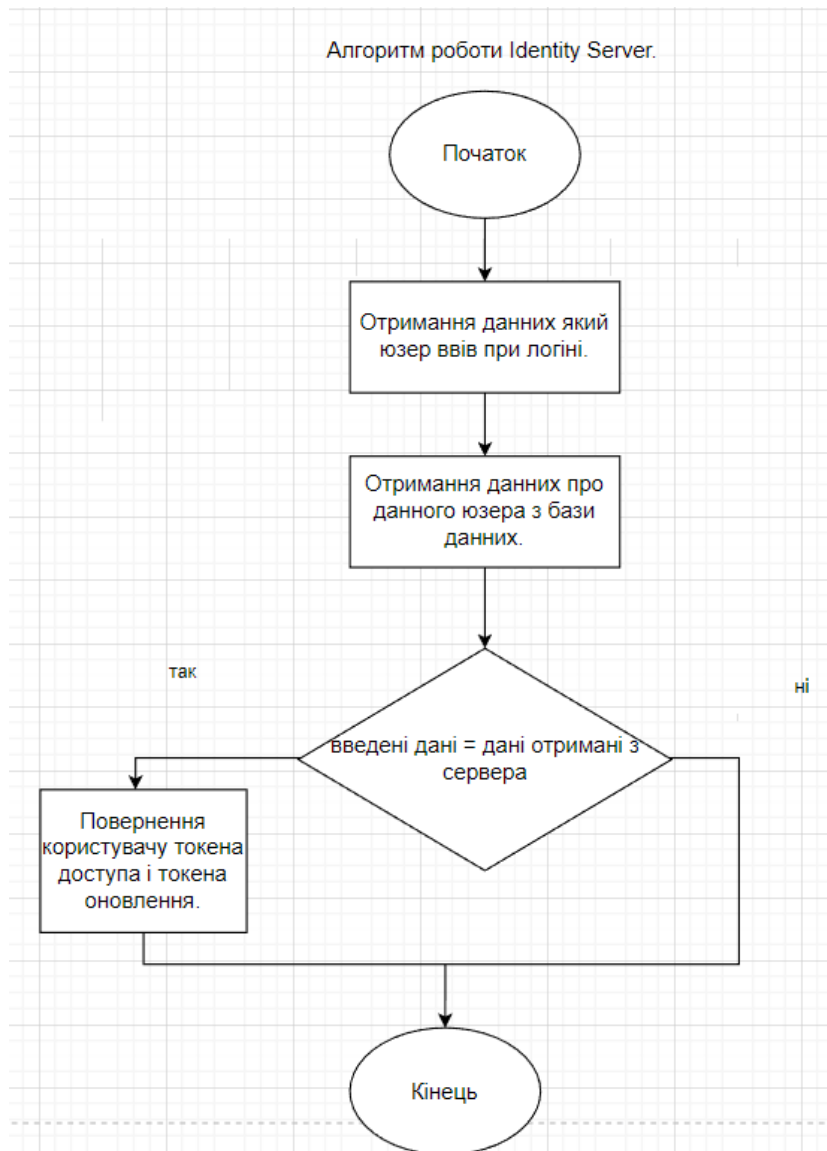 Алгоритм роботи Identity Server.
Початок
Отримання данних який
юзер ввів при логіні.
Отримання данних про
данного юзера з бази
данних.
так
ні
введені дані = дані отримані з
сервера
Повернення
користувачу токена
доступа і токена
оновлення.
Кінець